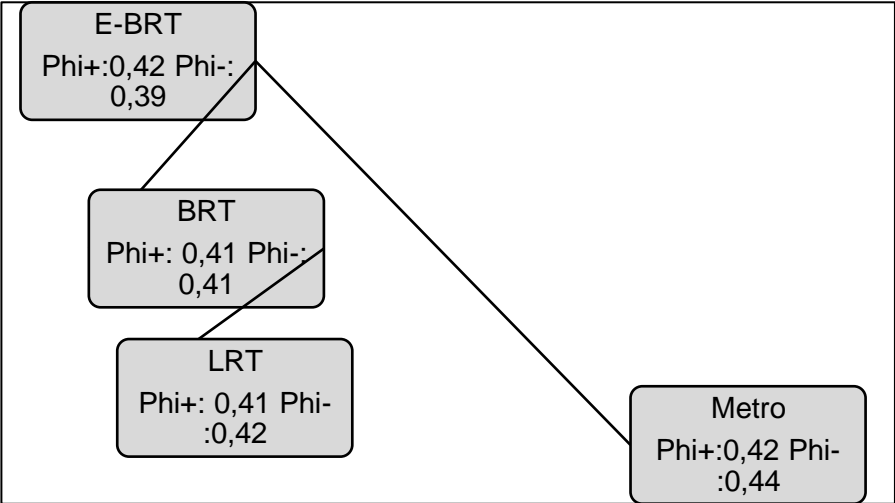 E-BRT
Phi+:0,42 Phi-:
0,39
BRT
Phi+: 0,41 Phi-:
0,41
LRT
Phi+: 0,41 Phi-
:0,42
Metro
Phi+:0,42 Phi-
:0,44